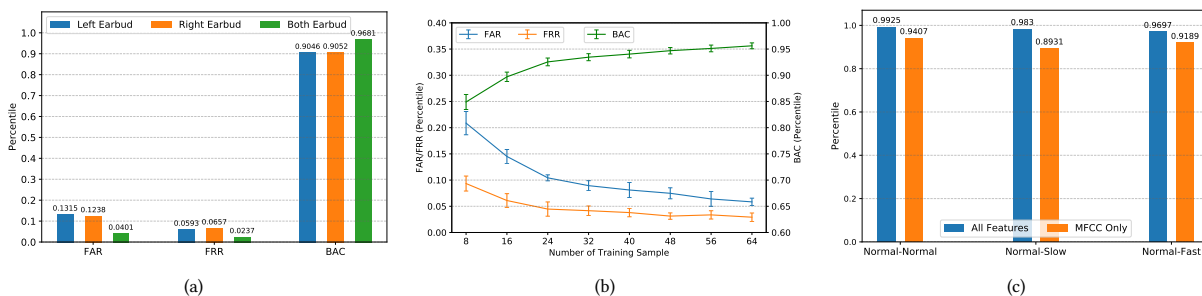 Left Earbud Right Earbud Both Earbud
1.0
0.9
0.8
0.7
0.6
0.5
0.4
0.3
0.2
0.1
0.0
Percentile
0.1315 0.1238 0.0401
0.0593 0.0657 0.0237
0.9046 0.9052 0.9681
FAR FRR BAC
(a)
FAR FRR BAC
0.40
0.35
0.30
0.25
0.20
0.15
0.10
0.05
0.00
FAR/FRR (Percentile)
1.00
0.95
0.90
0.85
0.80
0.75
0.70
0.65
0.60
BAC (Percentile)
8 16 24 32 40 48 56 64
Number of Training Sample
(b)
1.0
0.8
0.6
0.4
0.2
0.0
Percentile
0.9925 0.9407
0.983 0.8931
0.9697 0.9189
All Features MFCC Only
Normal-Normal Normal-Slow Normal-Fast
(c)